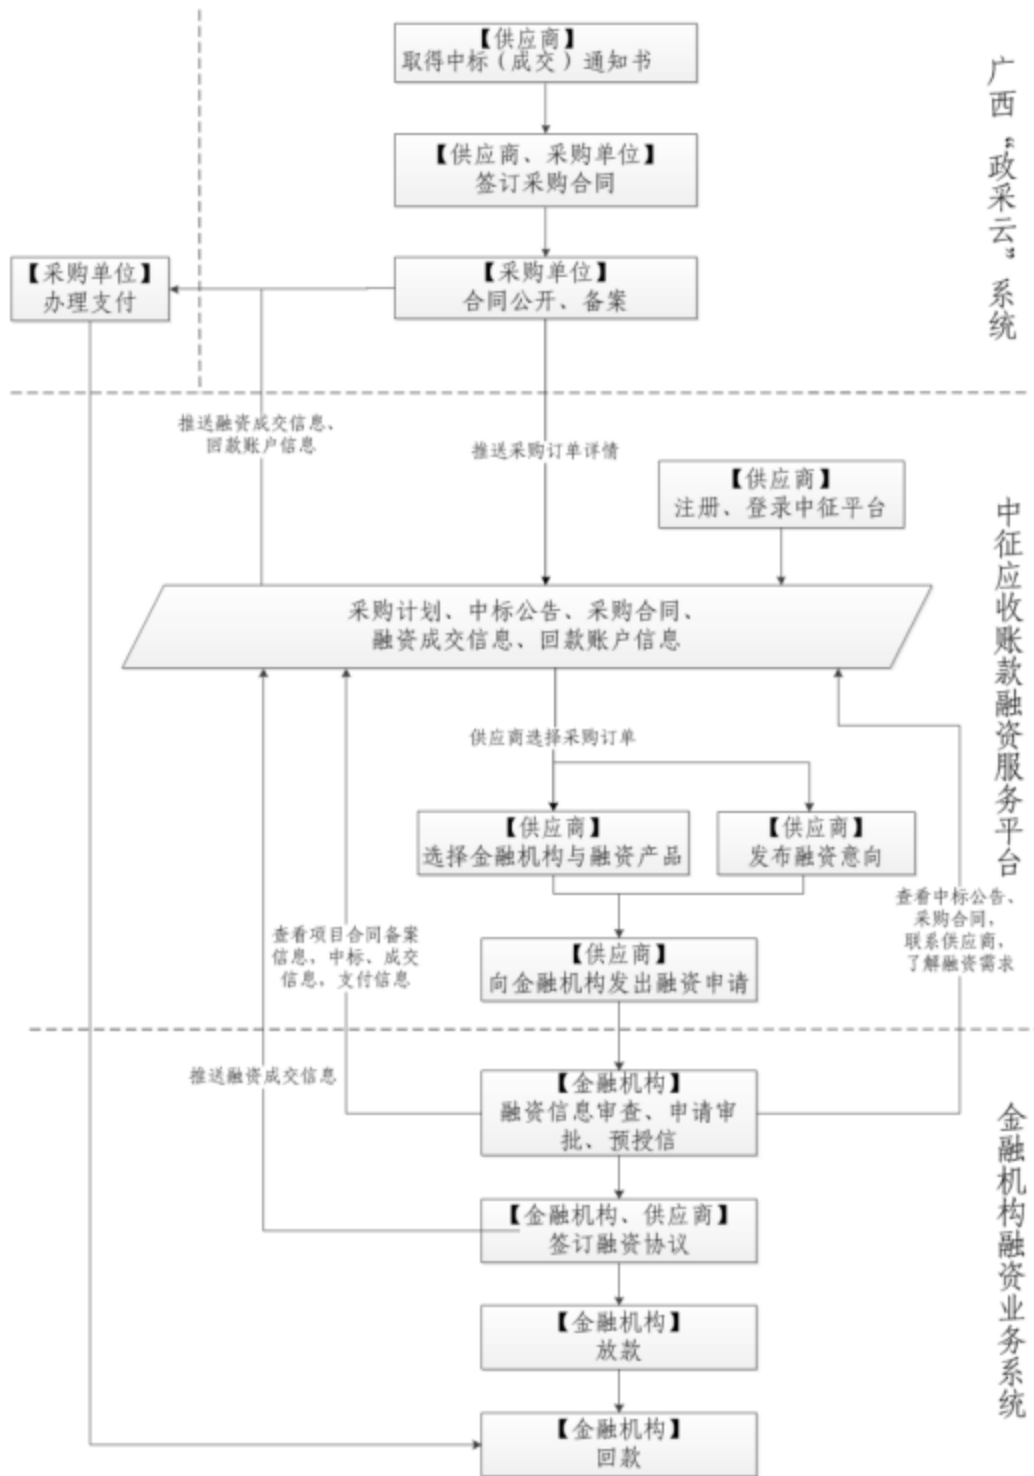 【供应商】
取得中标（成交）通知书
【供应商、采购单位】
签订采购合同
【采购单位】
办理支付
【采购单位】
合同公开、备案
广西“政采云”系统
推送融资成交信息、
回款账户信息
推送采购订单详情
【供应商】
注册、登录中征平台
采购计划、中标公告、采购合同、
融资成交信息、回款账户信息
中征应收账款融资服务平台
供应商选择采购订单
【供应商】
选择金融机构与融资产品
【供应商】
发布融资意向
查看项目合同备案
信息，中标、成交
信息，支付信息
查看中标公告、
采购合同，
联系供应商，
了解融资需求
【供应商】
向金融机构发出融资申请
推送融资成交信息
【金融机构】
融资信息审查、申请审
批、预授信
【金融机构、供应商】
签订融资协议
【金融机构】
放款
【金融机构】
回款
金融机构融资业务系统